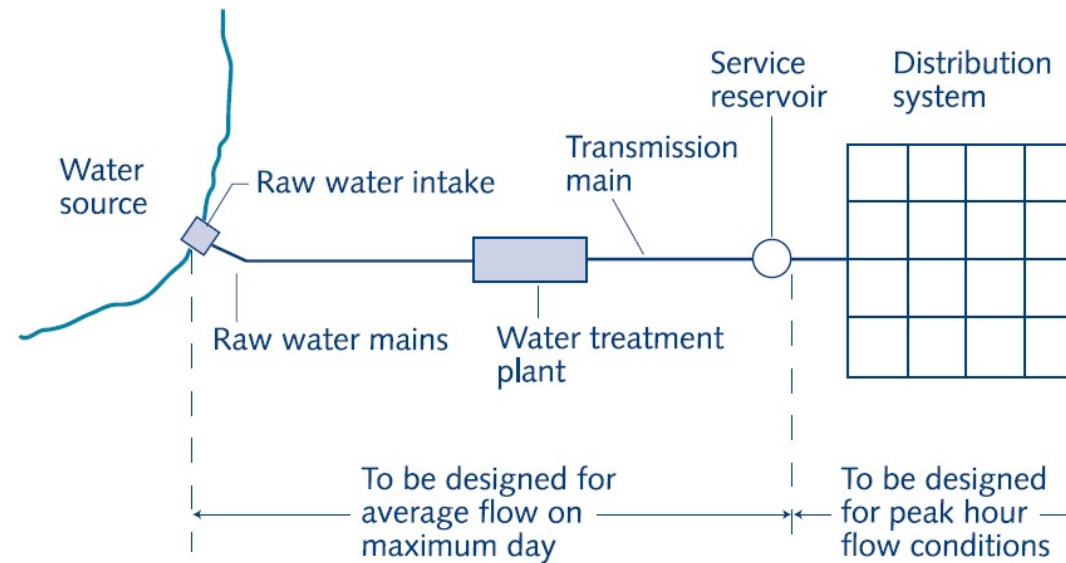 Service
reservoir
Distribution
system
Transmission
main
Water
source
Raw water intake
Raw water mains
Water treatment
plant
To be designed for
average flow on
maximum day
To be designed
for peak hour
flow conditions